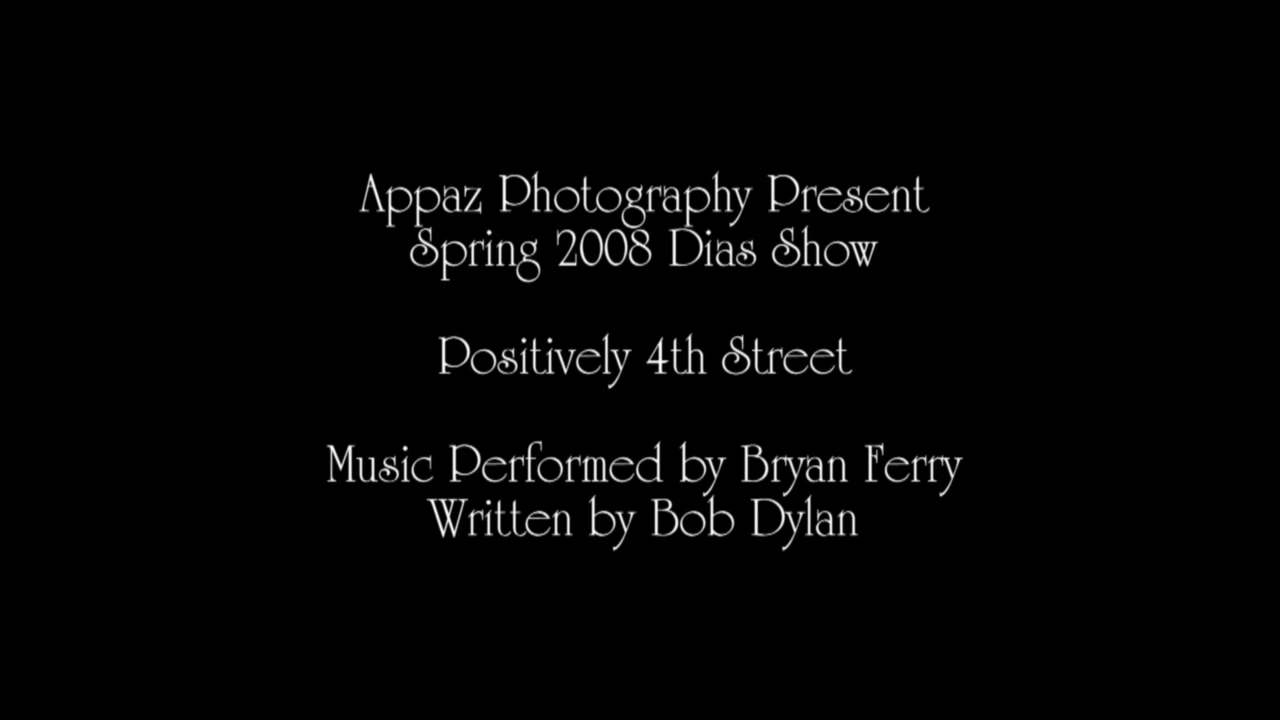 Appaz Photography Present
Spring 2008 Dias Show
Positively 4th Street
Music Performed by Bryan Ferry
Written by Bob Dylan